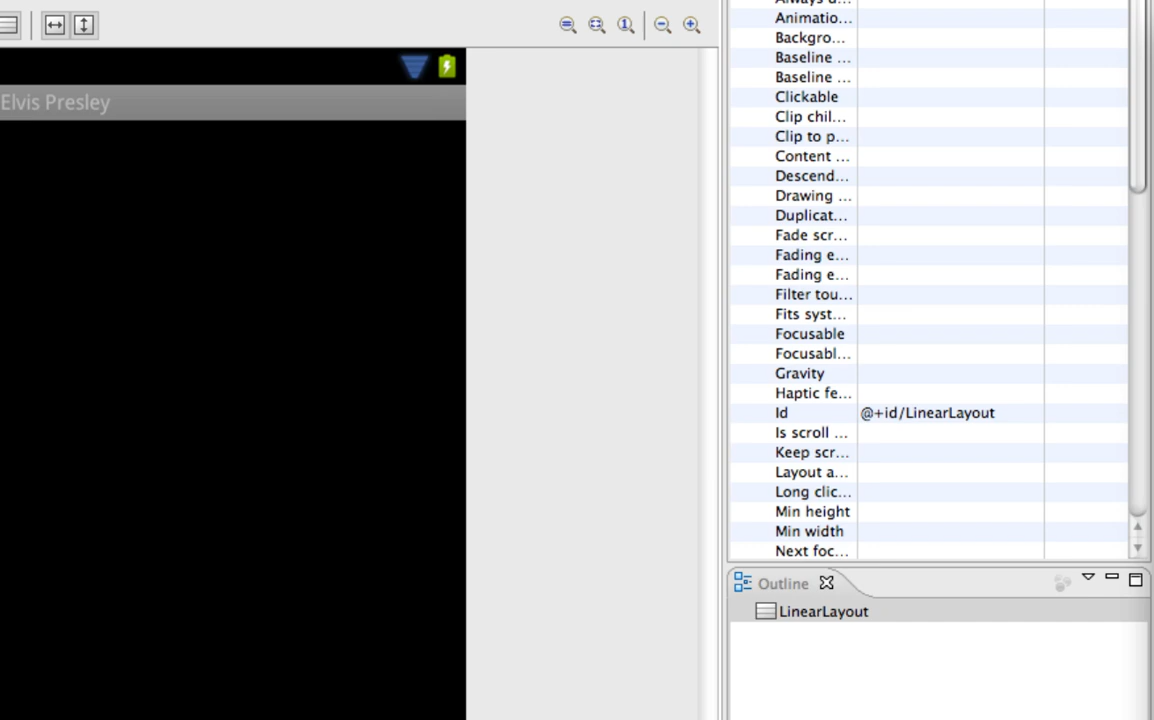 Elvis Presley
Animatio...
Backgro...
Baseline ...
Baseline ...
Clickable
Clip chil...
Clip to p...
Content ...
Descend...
Drawing ...
Duplicat...
Fade scr...
Fading e...
Fading e...
Filter tou...
Fits syst...
Focusable
Focusabl...
Gravity
Haptic fe...
Id @+id/LinearLayout
Is scroll ...
Keep scr...
Layout a...
Long clic...
Min height
Min width
Next foc...
Outline
LinearLayout